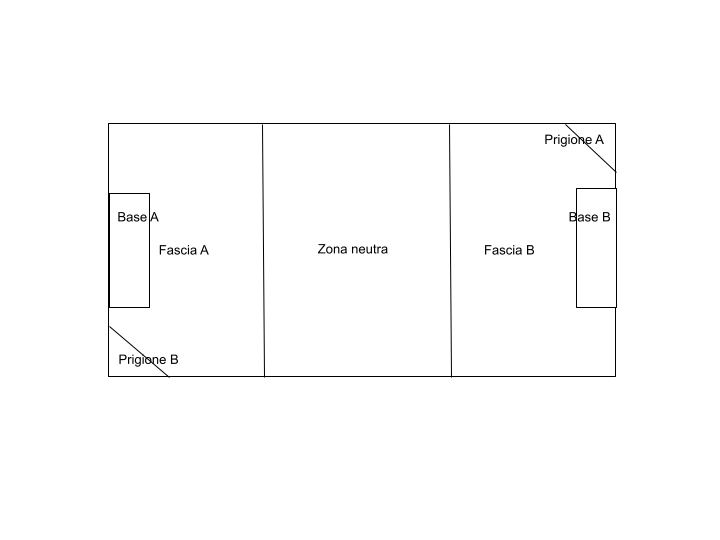 Prigione A
Base A
Base B
Fascia A
Zona neutra
Fascia B
Prigione B